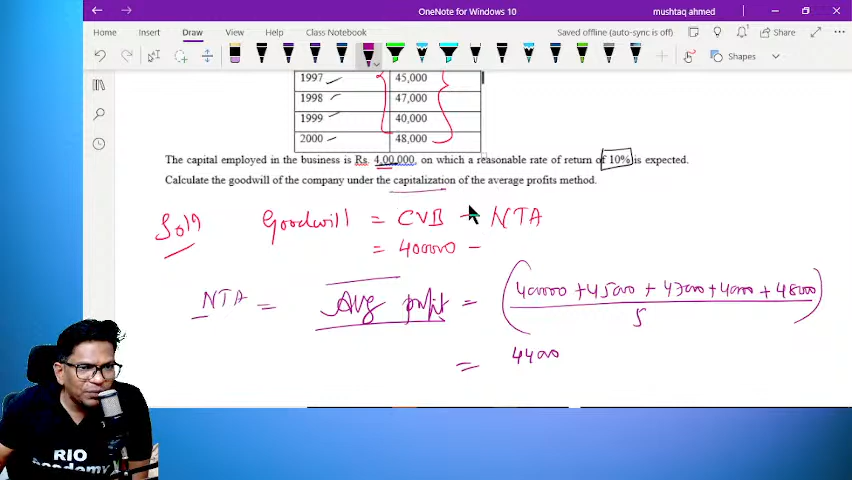 OneNote for Windows 10
mushtaq ahmed
Home Insert Draw View Help Class Notebook
Saved offline (auto-sync is off)
Share
Shapes
1997 45,000
1998 47,000
1999 40,000
2000 48,000
The capital employed in the business is Rs. 4,00,000, on which a reasonable rate of return of 10% is expected.
Calculate the goodwill of the company under the capitalization of the average profits method.
Soln Goodwill = CVB - NTA
= 400000 -
NTA = Avg profit = (400000 + 45000 + 47000 + 4000 + 48000)
5
= 44000
RIO